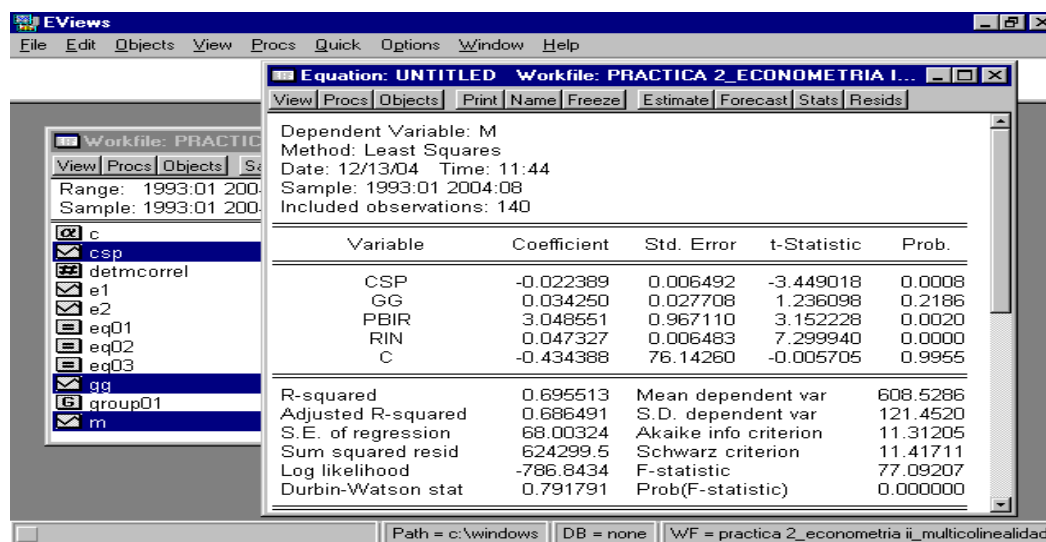 EViews
File Edit Objects View Procs Quick Options Window Help
Equation: UNTITLED Workfile: PRACTICA 2_ECONOMETRIA I...
View Procs Objects Print Name Freeze Estimate Forecast Stats Resids
Workfile: PRACTIC
View Procs Objects
Range: 1993:01 200
Sample: 1993:01 200
c
csp
detmcorrel
e1
e2
eq01
eq02
eq03
gg
group01
m
Dependent Variable: M
Method: Least Squares
Date: 12/13/04 Time: 11:44
Sample: 1993:01 2004:08
Included observations: 140
Variable Coefficient Std. Error t-Statistic Prob.
CSP -0.022389 0.006492 -3.449018 0.0008
GG 0.034250 0.027708 1.236098 0.2186
PBIR 3.048551 0.967110 3.152228 0.0020
RIN 0.047327 0.006483 7.299940 0.0000
C -0.434388 76.14260 -0.005705 0.9955
R-squared 0.695513 Mean dependent var 608.5286
Adjusted R-squared 0.686491 S.D. dependent var 121.4520
S.E. of regression 68.00324 Akaike info criterion 11.31205
Sum squared resid 624299.5 Schwarz criterion 11.41711
Log likelihood -786.8434 F-statistic 77.09207
Durbin-Watson stat 0.791791 Prob(F-statistic) 0.000000
Path = c:\windows DB = none WF = practica 2_econometria ii_multicolinealidad